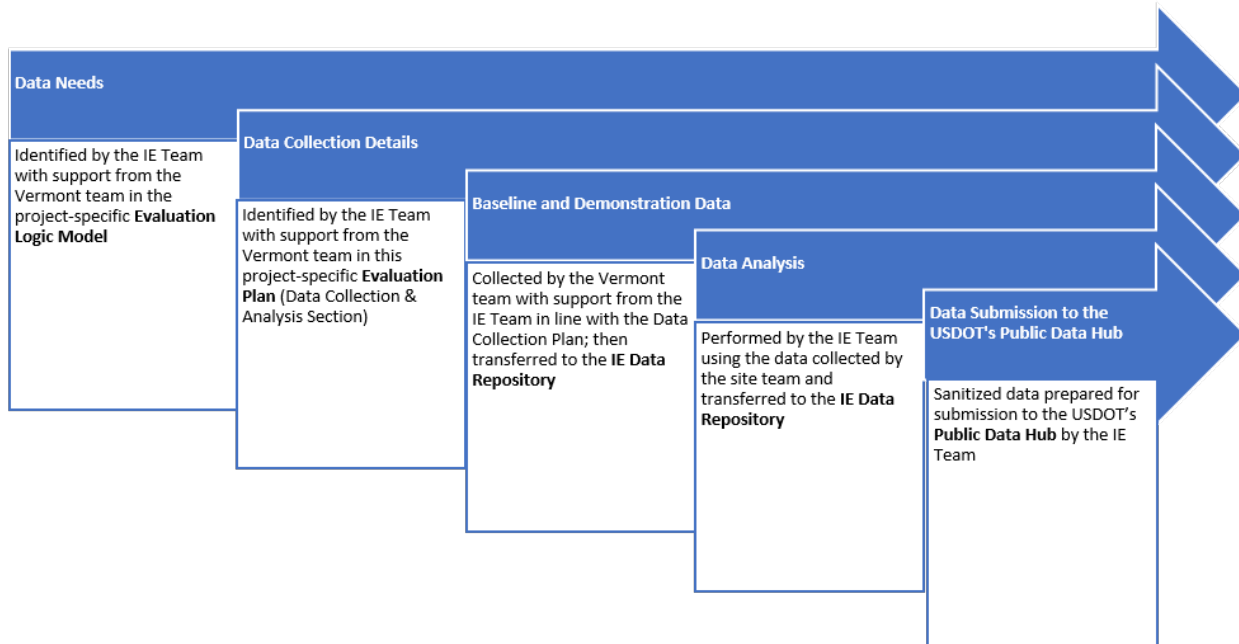 Data Needs
Identified by the IE Team
with support from the
Vermont team in the
project-specific Evaluation
Logic Model
Data Collection Details
Identified by the IE Team
with support from the
Vermont team in this
project-specific Evaluation
Plan (Data Collection &
Analysis Section)
Baseline and Demonstration Data
Collected by the Vermont
team with support from the
IE Team in line with the Data
Collection Plan; then
transferred to the IE Data
Repository
Data Analysis
Performed by the IE Team
using the data collected by
the site team and
transferred to the IE Data
Repository
Data Submission to the
USDOT's Public Data Hub
Sanitized data prepared for
submission to the USDOT’s
Public Data Hub by the IE
Team